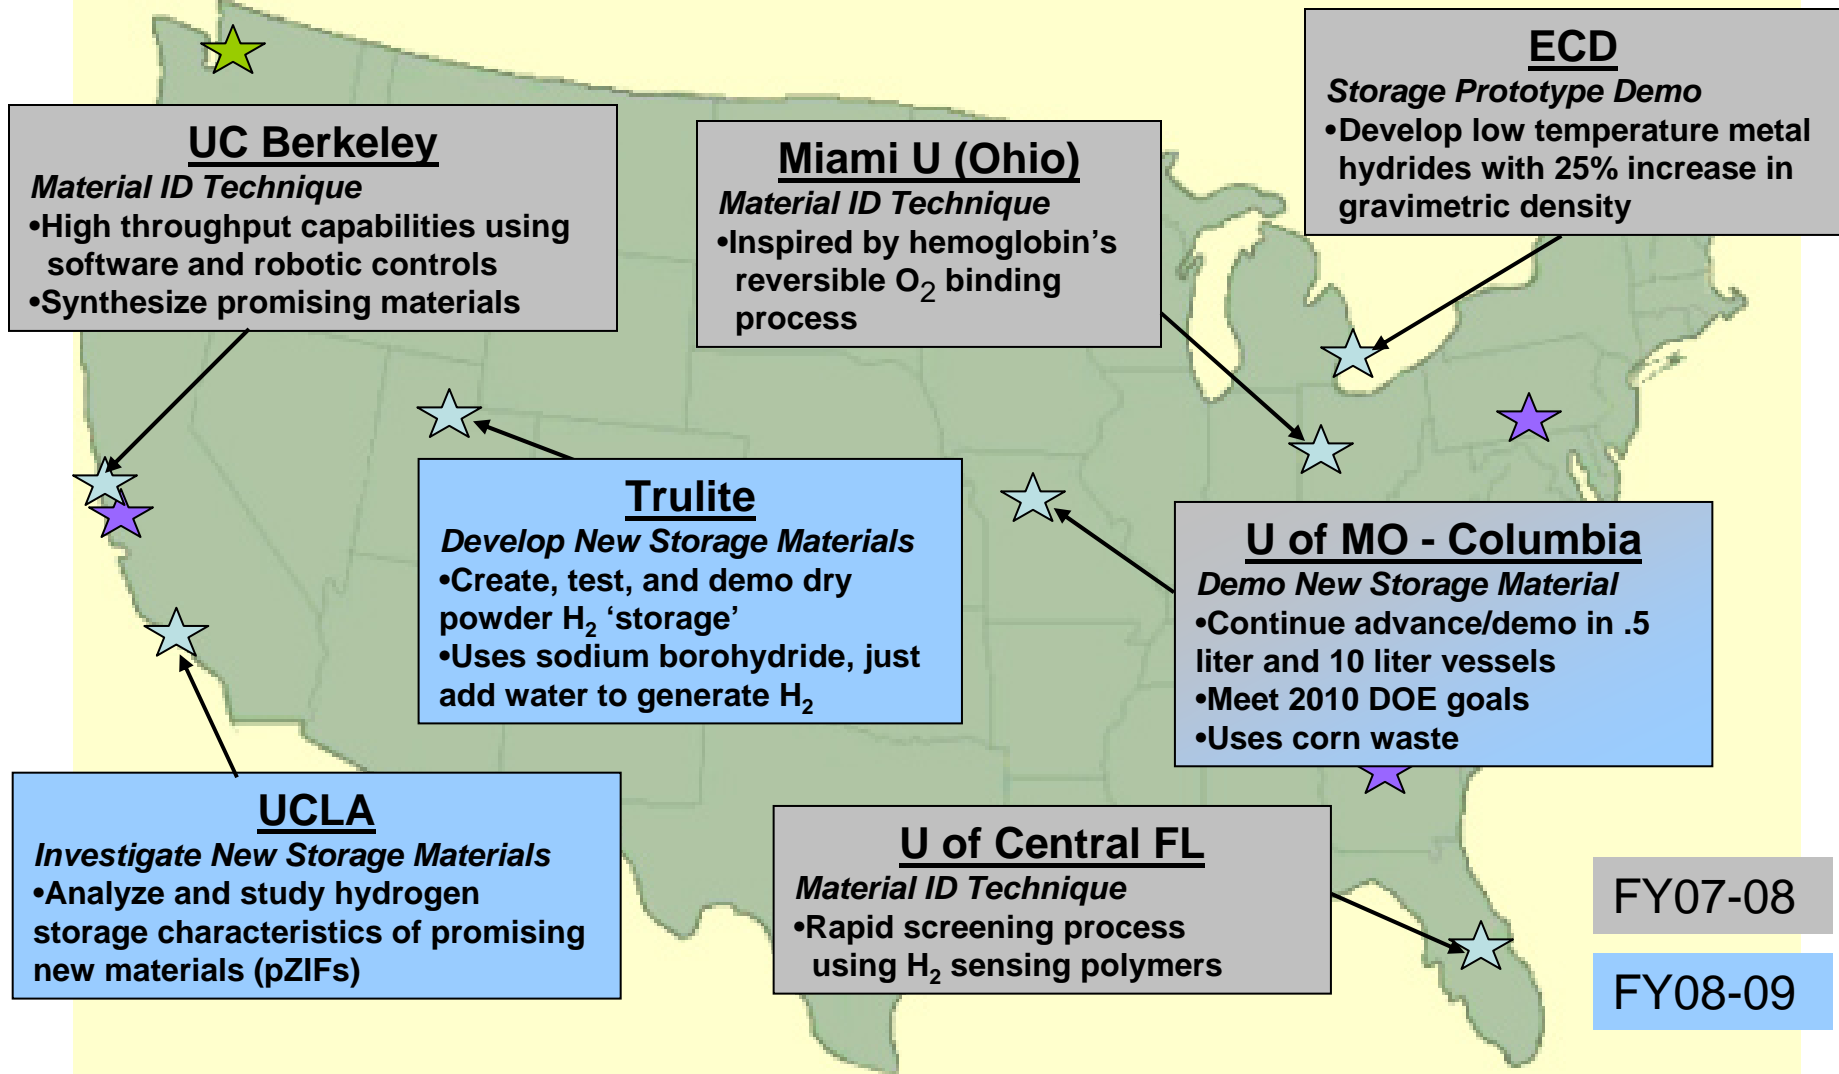 ECD
Storage Prototype Demo
•Develop low temperature metal
hydrides with 25% increase in
gravimetric density
UC Berkeley
Material ID Technique
•High throughput capabilities using
software and robotic controls
•Synthesize promising materials
Miami U (Ohio)
Material ID Technique
•Inspired by hemoglobin’s
reversible O2 binding
process
Trulite
Develop New Storage Materials
•Create, test, and demo dry
powder H2 ‘storage’
•Uses sodium borohydride, just
add water to generate H2
U of MO - Columbia
Demo New Storage Material
•Continue advance/demo in .5
liter and 10 liter vessels
•Meet 2010 DOE goals
•Uses corn waste
UCLA
Investigate New Storage Materials
•Analyze and study hydrogen
storage characteristics of promising
new materials (pZIFs)
U of Central FL
Material ID Technique
•Rapid screening process
using H2 sensing polymers
FY07-08
FY08-09